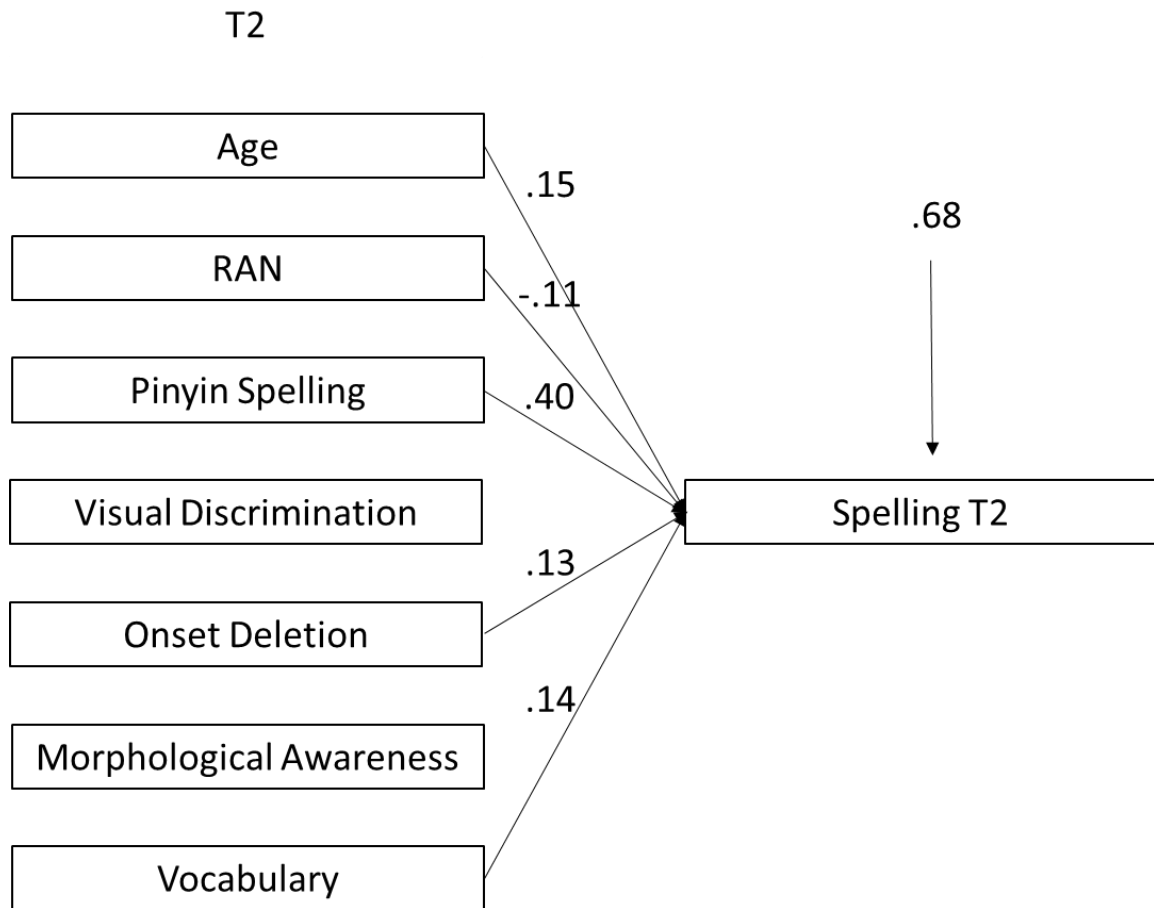 T2
Age
.15
.68
RAN
-.11
Pinyin Spelling
.40
Visual Discrimination
Spelling T2
.13
Onset Deletion
.14
Morphological Awareness
Vocabulary